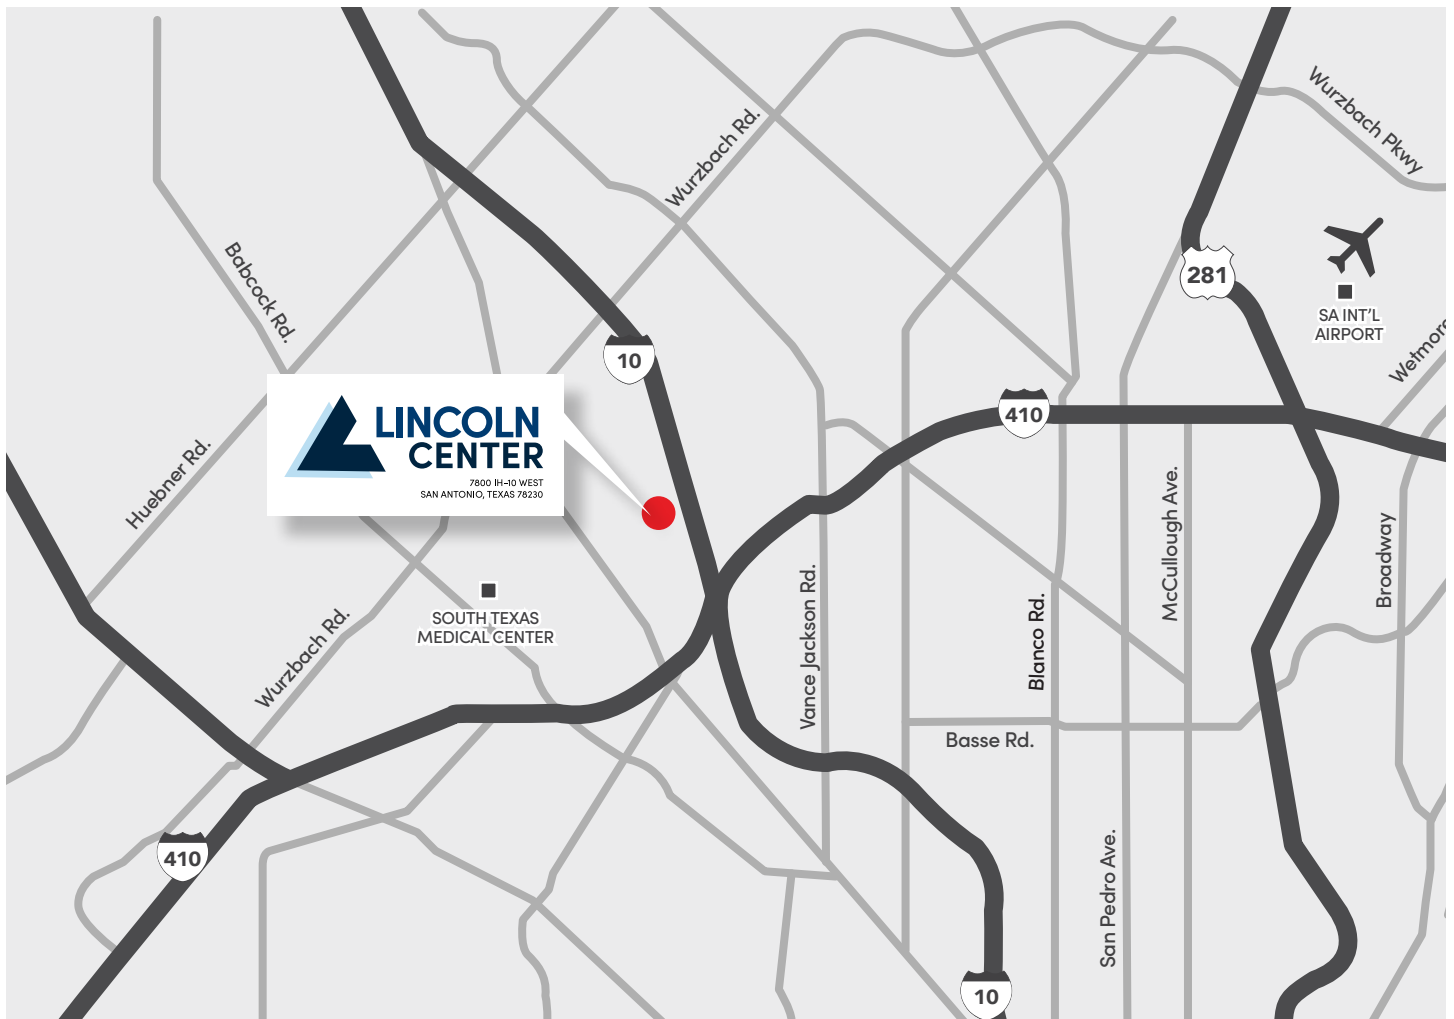 Wurzbach Pkwy
Wurzbach Rd.
281
SA INT'L
AIRPORT
Babcock Rd.
10
Wetmore
410
LINCOLN
CENTER
7800 IH-10 WEST
SAN ANTONIO, TEXAS 78230
Huebner Rd.
McCullough Ave.
Broadway
SOUTH TEXAS
MEDICAL CENTER
Vance Jackson Rd.
Blanco Rd.
Wurzbach Rd.
Basse Rd.
410
San Pedro Ave.
10